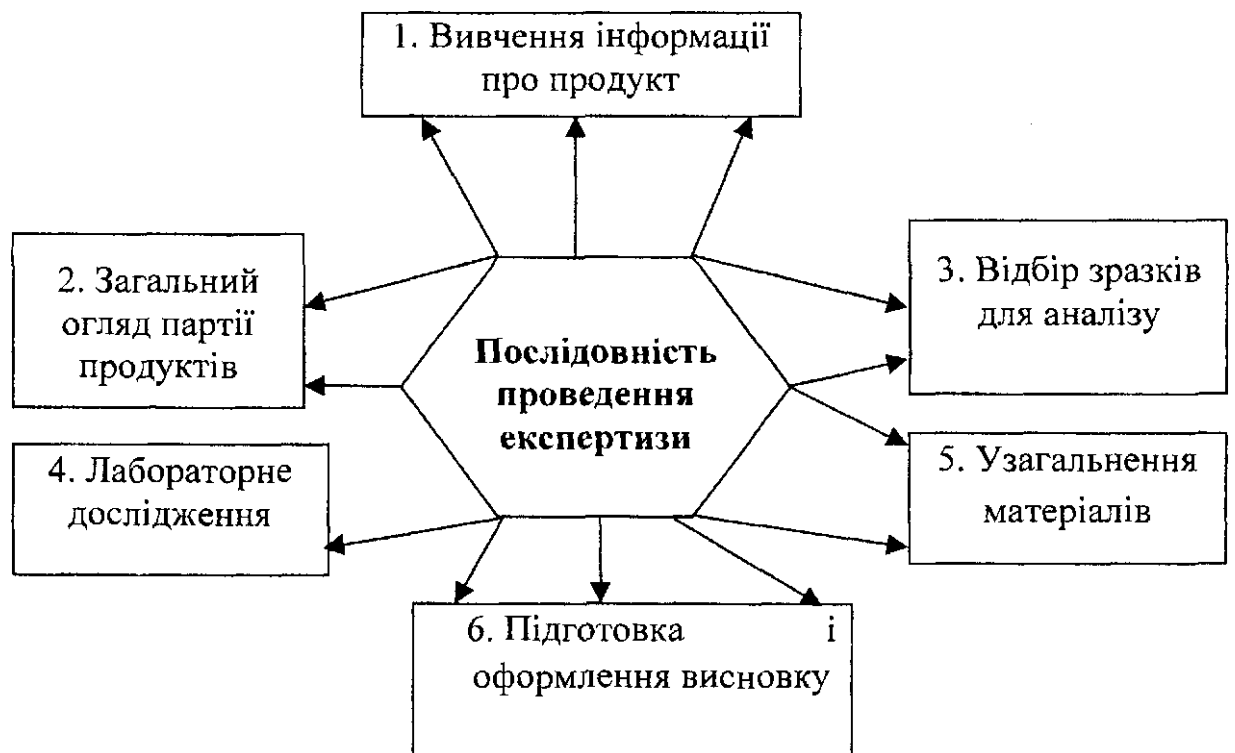 1. Вивчення інформації
про продукт
2. Загальний
огляд партії
продуктів
3. Відбір зразків
для аналізу
Послідовність
проведення
експертизи
4. Лабораторне
дослідження
5. Узагальнення
матеріалів
6. Підготовка і
оформлення висновку